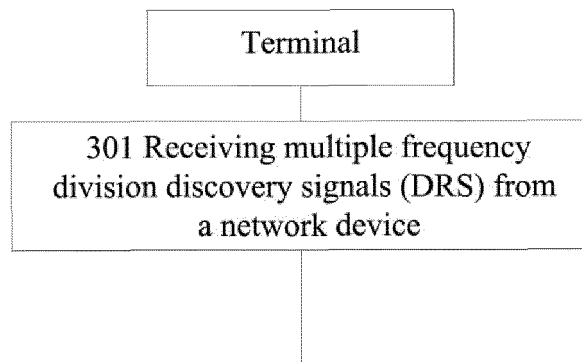 Terminal
301 Receiving multiple frequency
division discovery signals (DRS) from
a network device